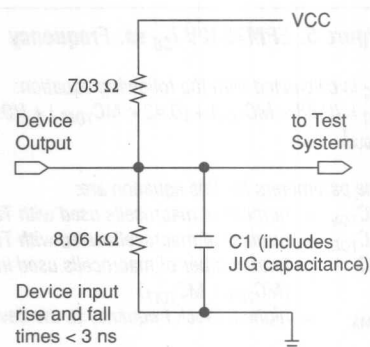 VCC
703 Ω
Device
Output
to Test
System
8.06 kΩ
C1 (includes
JIG capacitance)
Device input
rise and fall
times < 3 ns